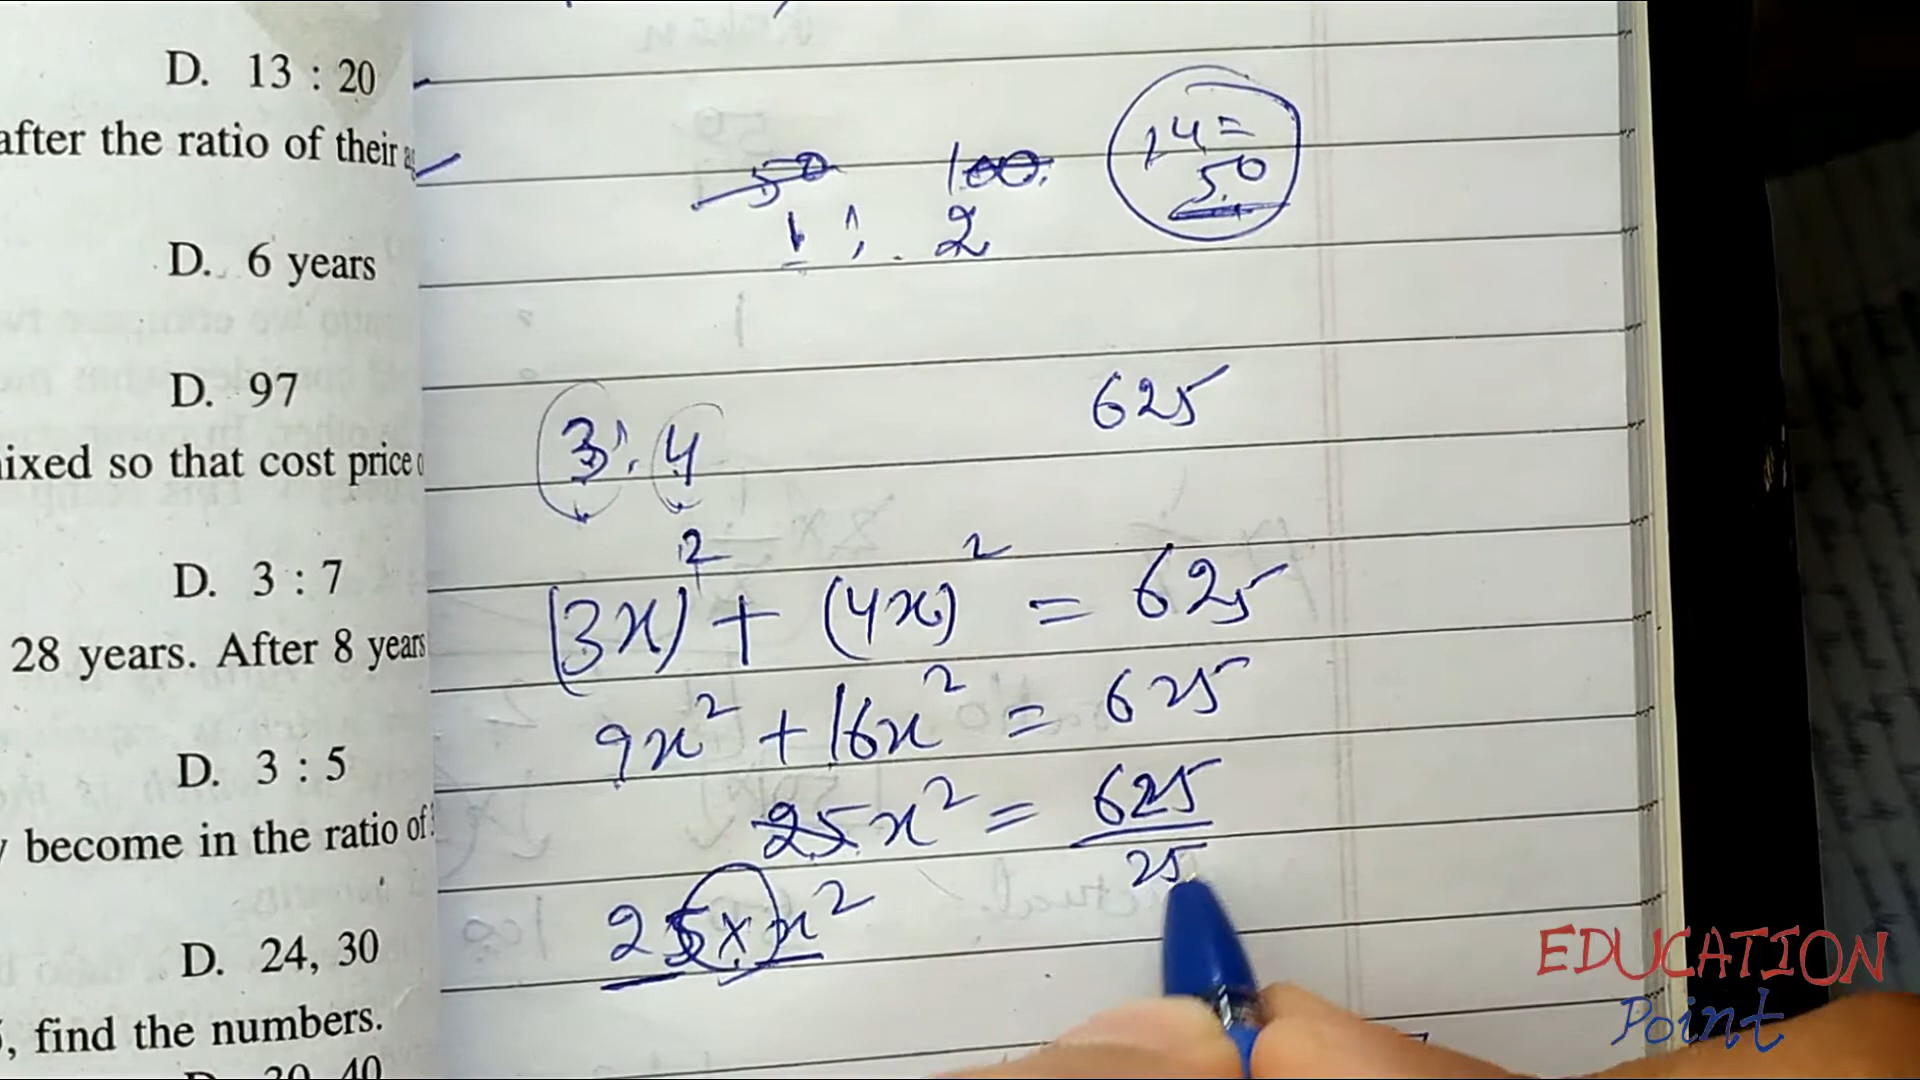 D. 13 : 20
after the ratio of their
D. 6 years
D. 97
ixed so that cost price
D. 3 : 7
28 years. After 8 years
D. 3 : 5
y become in the ratio of
D. 24, 30
, find the numbers.
D. 30, 40
50 100
1 : 2
14 =
50
3 : 4
625
(3x)² + (4x)² = 625
9x² + 16x² = 625
25x² = 625
25
25 × x²
EDUCATION
Point